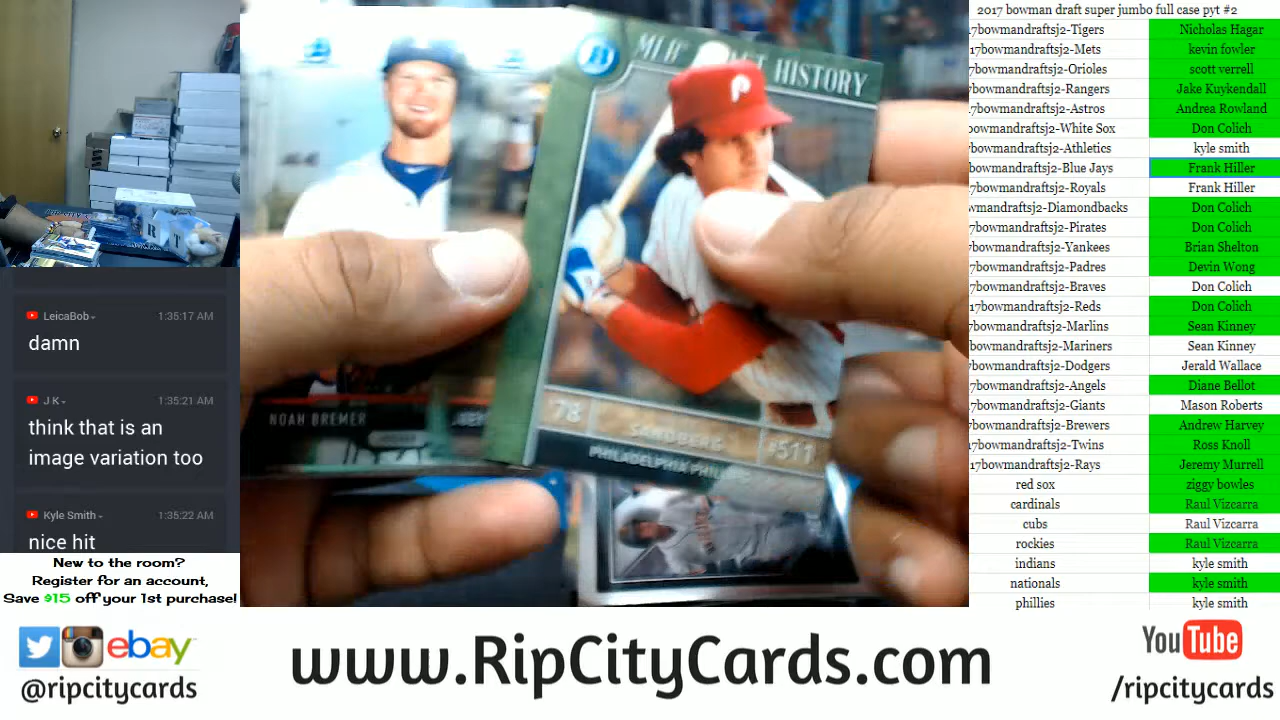 2017 bowman draft super jumbo full case pyt #2
7bowmandraftsj2-Tigers Nicholas Hagar
7bowmandraftsj2-Mets kevin fowler
bowmandraftsj2-Orioles scott verrell
7bowmandraftsj2-Rangers Jake Kuykendall
7bowmandraftsj2-Astros Andrea Rowland
bowmandraftsj2-White Sox Don Colich
7bowmandraftsj2-Athletics kyle smith
bowmandraftsj2-Blue Jays Frank Hiller
7bowmandraftsj2-Royals Frank Hiller
wmandraftsj2-Diamondbacks Don Colich
7bowmandraftsj2-Pirates Don Colich
7bowmandraftsj2-Yankees Brian Shelton
7bowmandraftsj2-Padres Devin Wong
7bowmandraftsj2-Braves Don Colich
17bowmandraftsj2-Reds Don Colich
7bowmandraftsj2-Marlins Sean Kinney
7bowmandraftsj2-Mariners Sean Kinney
7bowmandraftsj2-Dodgers Jerald Wallace
7bowmandraftsj2-Angels Diane Bellot
7bowmandraftsj2-Giants Mason Roberts
7bowmandraftsj2-Brewers Andrew Harvey
7bowmandraftsj2-Twins Ross Knoll
17bowmandraftsj2-Rays Jeremy Murrell
red sox ziggy bowles
cardinals Raul Vizcarra
cubs Raul Vizcarra
rockies Raul Vizcarra
indians kyle smith
nationals kyle smith
phillies kyle smith
MLB HISTORY
P
NOAH BREMER
78 SANDBERG #511
PHILADELPHIA PHIL
LeicaBob 1:35:17 AM
damn
J K 1:35:21 AM
think that is an
image variation too
Kyle Smith 1:35:22 AM
nice hit
New to the room?
Register for an account,
Save $15 off your 1st purchase!
ebay
@ripcitycards
www.RipCityCards.com
YouTube
/ripcitycards